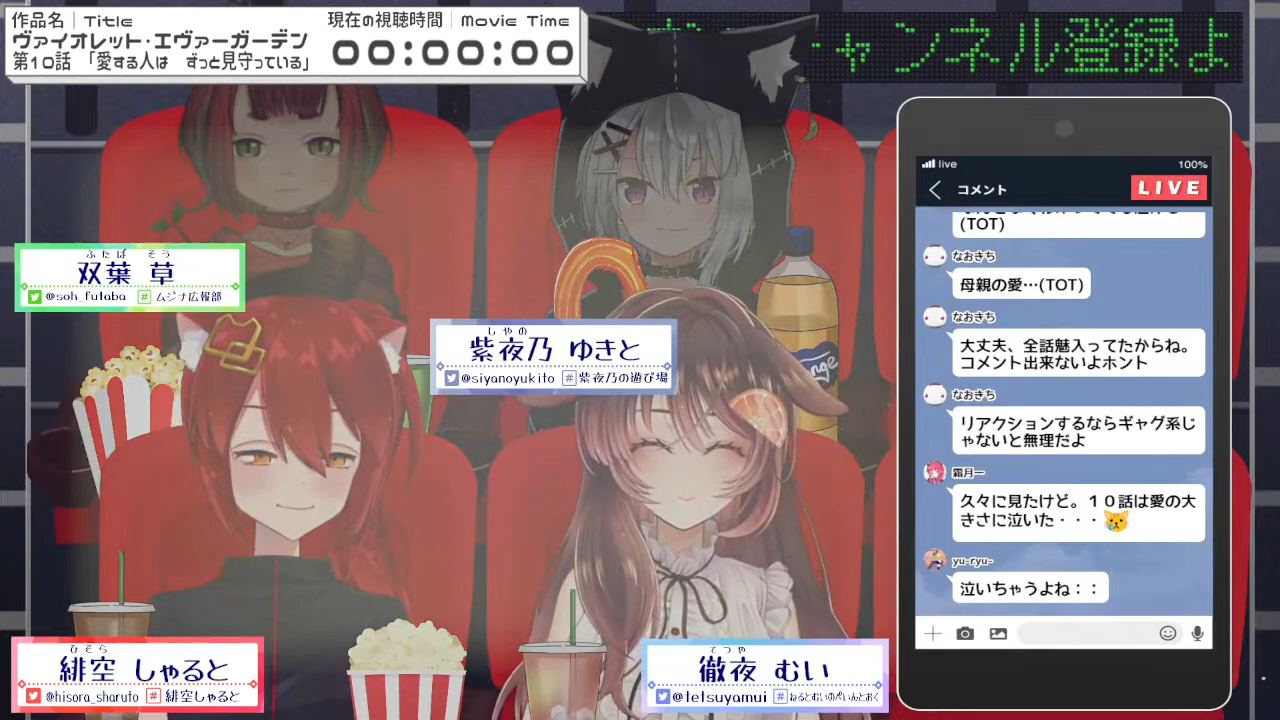 作品名 | Title
ヴァイオレット・エヴァーガーデン
第10話 「愛する人は ずっと見守っている」
現在の視聴時間 | Movie Time
00:00:00
ャンネル登録よ
ふたば そう
双葉 草
@soh_futaba # ムジナ広報部
しやの
紫夜乃 ゆきと
@siyanoyukito # 紫夜乃の遊び場
ひそら
緋空 しゃると
@hisora_sharuto # 緋空しゃると
てつや
徹夜 むい
@tetsuyamui
live
100%
コメント
LIVE
(TOT)
なおきち
母親の愛…(TOT)
なおきち
大丈夫、全話魅入ってたからね。
コメント出来ないよホント
なおきち
リアクションするならギャグ系じ
ゃないと無理だよ
霜月一
久々に見たけど。１０話は愛の大
きさに泣いた・・・
yu-ryu-
泣いちゃうよね：：